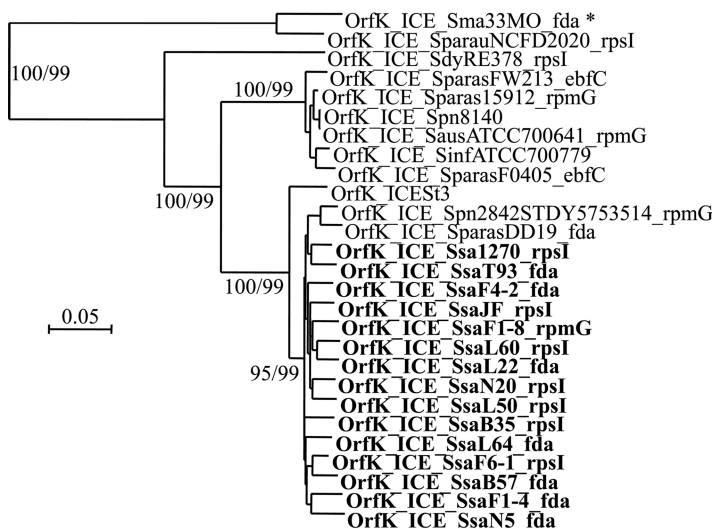 OrfK_ICE_Sma33MO_fda *
OrfK_ICE_SparauNCFD2020_rpsI
100/99
OrfK_ICE_SdyRE378_rpsI
OrfK_ICE_SparasFW213_ebfC
100/99
OrfK_ICE_Sparas15912_rpmG
OrfK_ICE_Spn8140
OrfK_ICE_SausATCC700641_rpmG
OrfK_ICE_SinfATCC700779
OrfK_ICE_SparasF0405_ebfC
100/99
OrfK_ICESt3
OrfK_ICE_Spn2842STDY5753514_rpmG
OrfK_ICE_SparasDD19_fda
OrfK_ICE_Ssa1270_rpsI
OrfK_ICE_SsaT93_fda
100/99
OrfK_ICE_SsaF4-2_fda
OrfK_ICE_SsaJF_rpsI
0.05
OrfK_ICE_SsaF1-8_rpmG
OrfK_ICE_SsaL60_rpsI
OrfK_ICE_SsaL22_fda
95/99
OrfK_ICE_SsaN20_rpsI
OrfK_ICE_SsaL50_rpsI
OrfK_ICE_SsaB35_rpsI
OrfK_ICE_SsaL64_fda
OrfK_ICE_SsaF6-1_rpsI
OrfK_ICE_SsaB57_fda
OrfK_ICE_SsaF1-4_fda
OrfK_ICE_SsaN5_fda